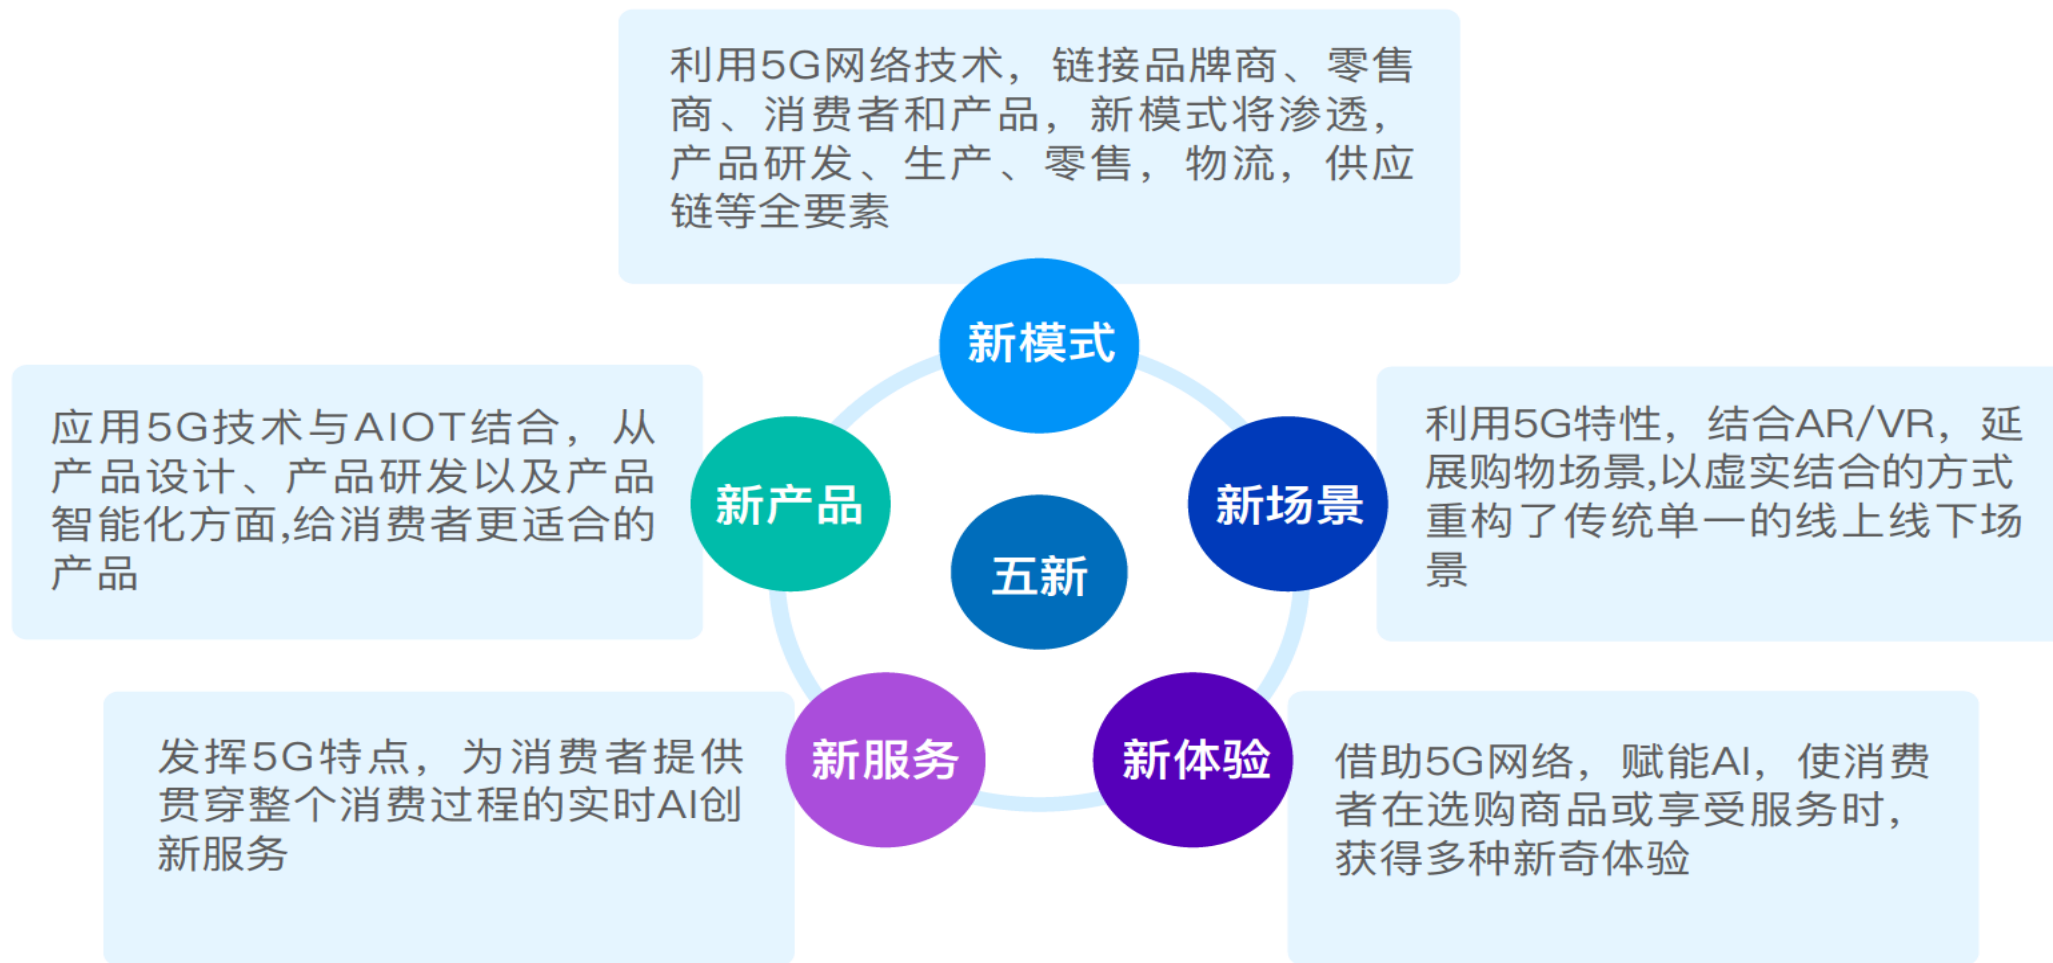 利用5G网络技术，链接品牌商、零售
商、消费者和产品，新模式将渗透，
产品研发、生产、零售，物流，供应
链等全要素
新模式
应用5G技术与AIOT结合，从
产品设计、产品研发以及产品
智能化方面,给消费者更适合的
产品
新产品
新场景
利用5G特性，结合AR/VR，延
展购物场景,以虚实结合的方式
重构了传统单一的线上线下场
景
五新
发挥5G特点，为消费者提供
贯穿整个消费过程的实时AI创
新服务
新服务
新体验
借助5G网络，赋能AI，使消费
者在选购商品或享受服务时，
获得多种新奇体验